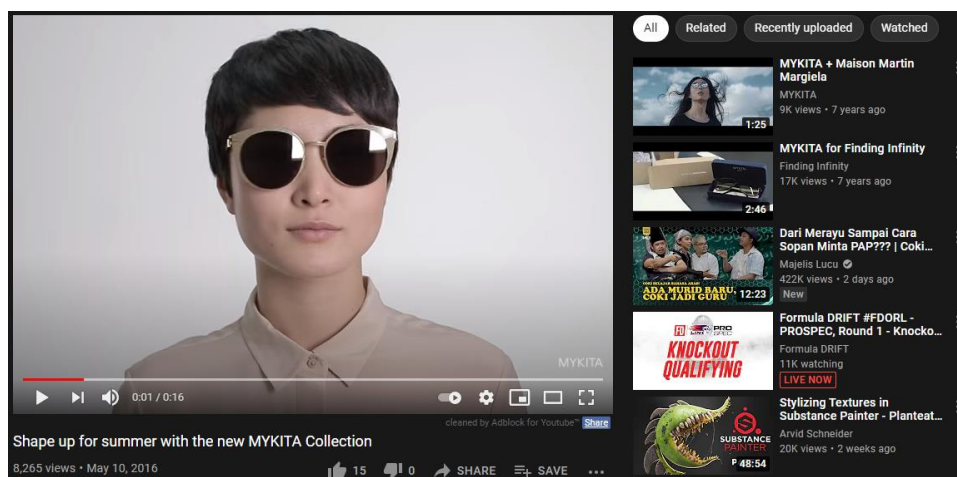 MYKITA
0:01 / 0:16
cleaned by Adblock for Youtube™ Share
Shape up for summer with the new MYKITA Collection
8,265 views • May 10, 2016
15 0 SHARE SAVE
All Related Recently uploaded Watched
1:25
MYKITA + Maison Martin
Margiela
MYKITA
9K views • 7 years ago
2:46
MYKITA for Finding Infinity
Finding Infinity
17K views • 7 years ago
ADA MURID BARU,
COKI JADI GURU
12:23
Dari Merayu Sampai Cara
Sopan Minta PAP??? | Coki...
Majelis Lucu
422K views • 2 days ago
New
PRO
SPEC
KNOCKOUT
QUALIFYING
Formula DRIFT #FDORL -
PROSPEC, Round 1 - Knocko...
Formula DRIFT
11K watching
LIVE NOW
SUBSTANCE
PAINTER
P
48:54
Stylizing Textures in
Substance Painter - Planteat...
Arvid Schneider
20K views • 2 weeks ago